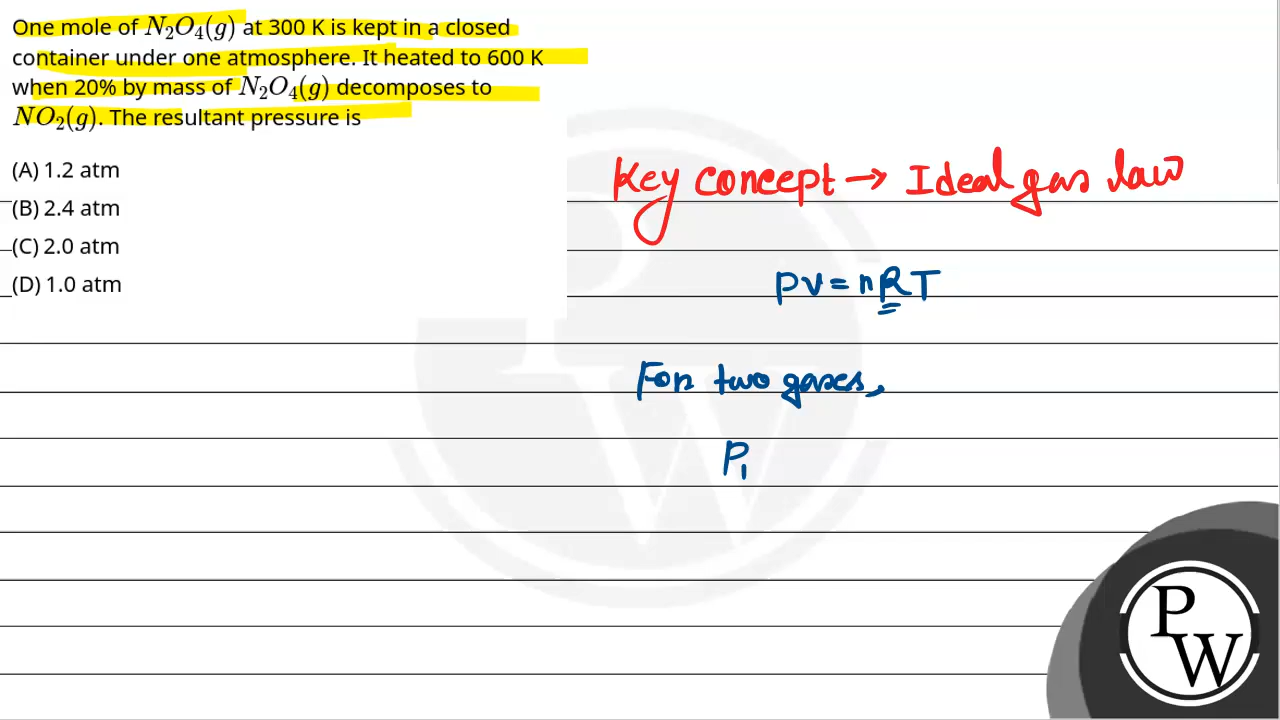 One mole of N₂O₄(g) at 300 K is kept in a closed
container under one atmosphere. It heated to 600 K
when 20% by mass of N₂O₄(g) decomposes to
NO₂(g). The resultant pressure is
(A) 1.2 atm
(B) 2.4 atm
(C) 2.0 atm
(D) 1.0 atm
Key concept → Ideal gas law
PV = nRT
For two gases,
P₁
PW